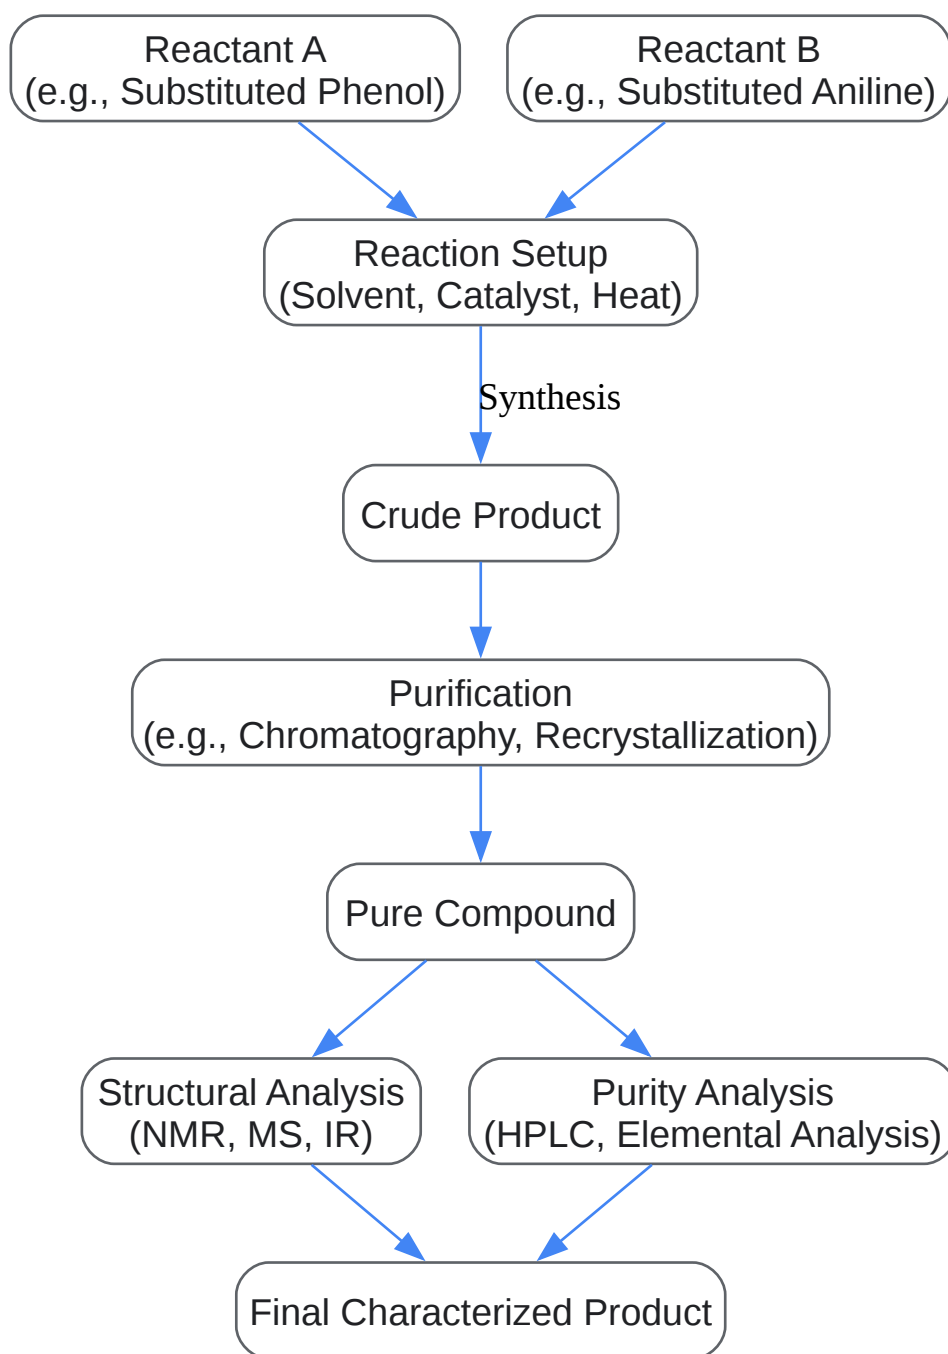 Reactant A
(e.g., Substituted Phenol)
Reactant B
(e.g., Substituted Aniline)
Reaction Setup
(Solvent, Catalyst, Heat)
Synthesis
Crude Product
Purification
(e.g., Chromatography, Recrystallization)
Pure Compound
Structural Analysis
(NMR, MS, IR)
Purity Analysis
(HPLC, Elemental Analysis)
Final Characterized Product